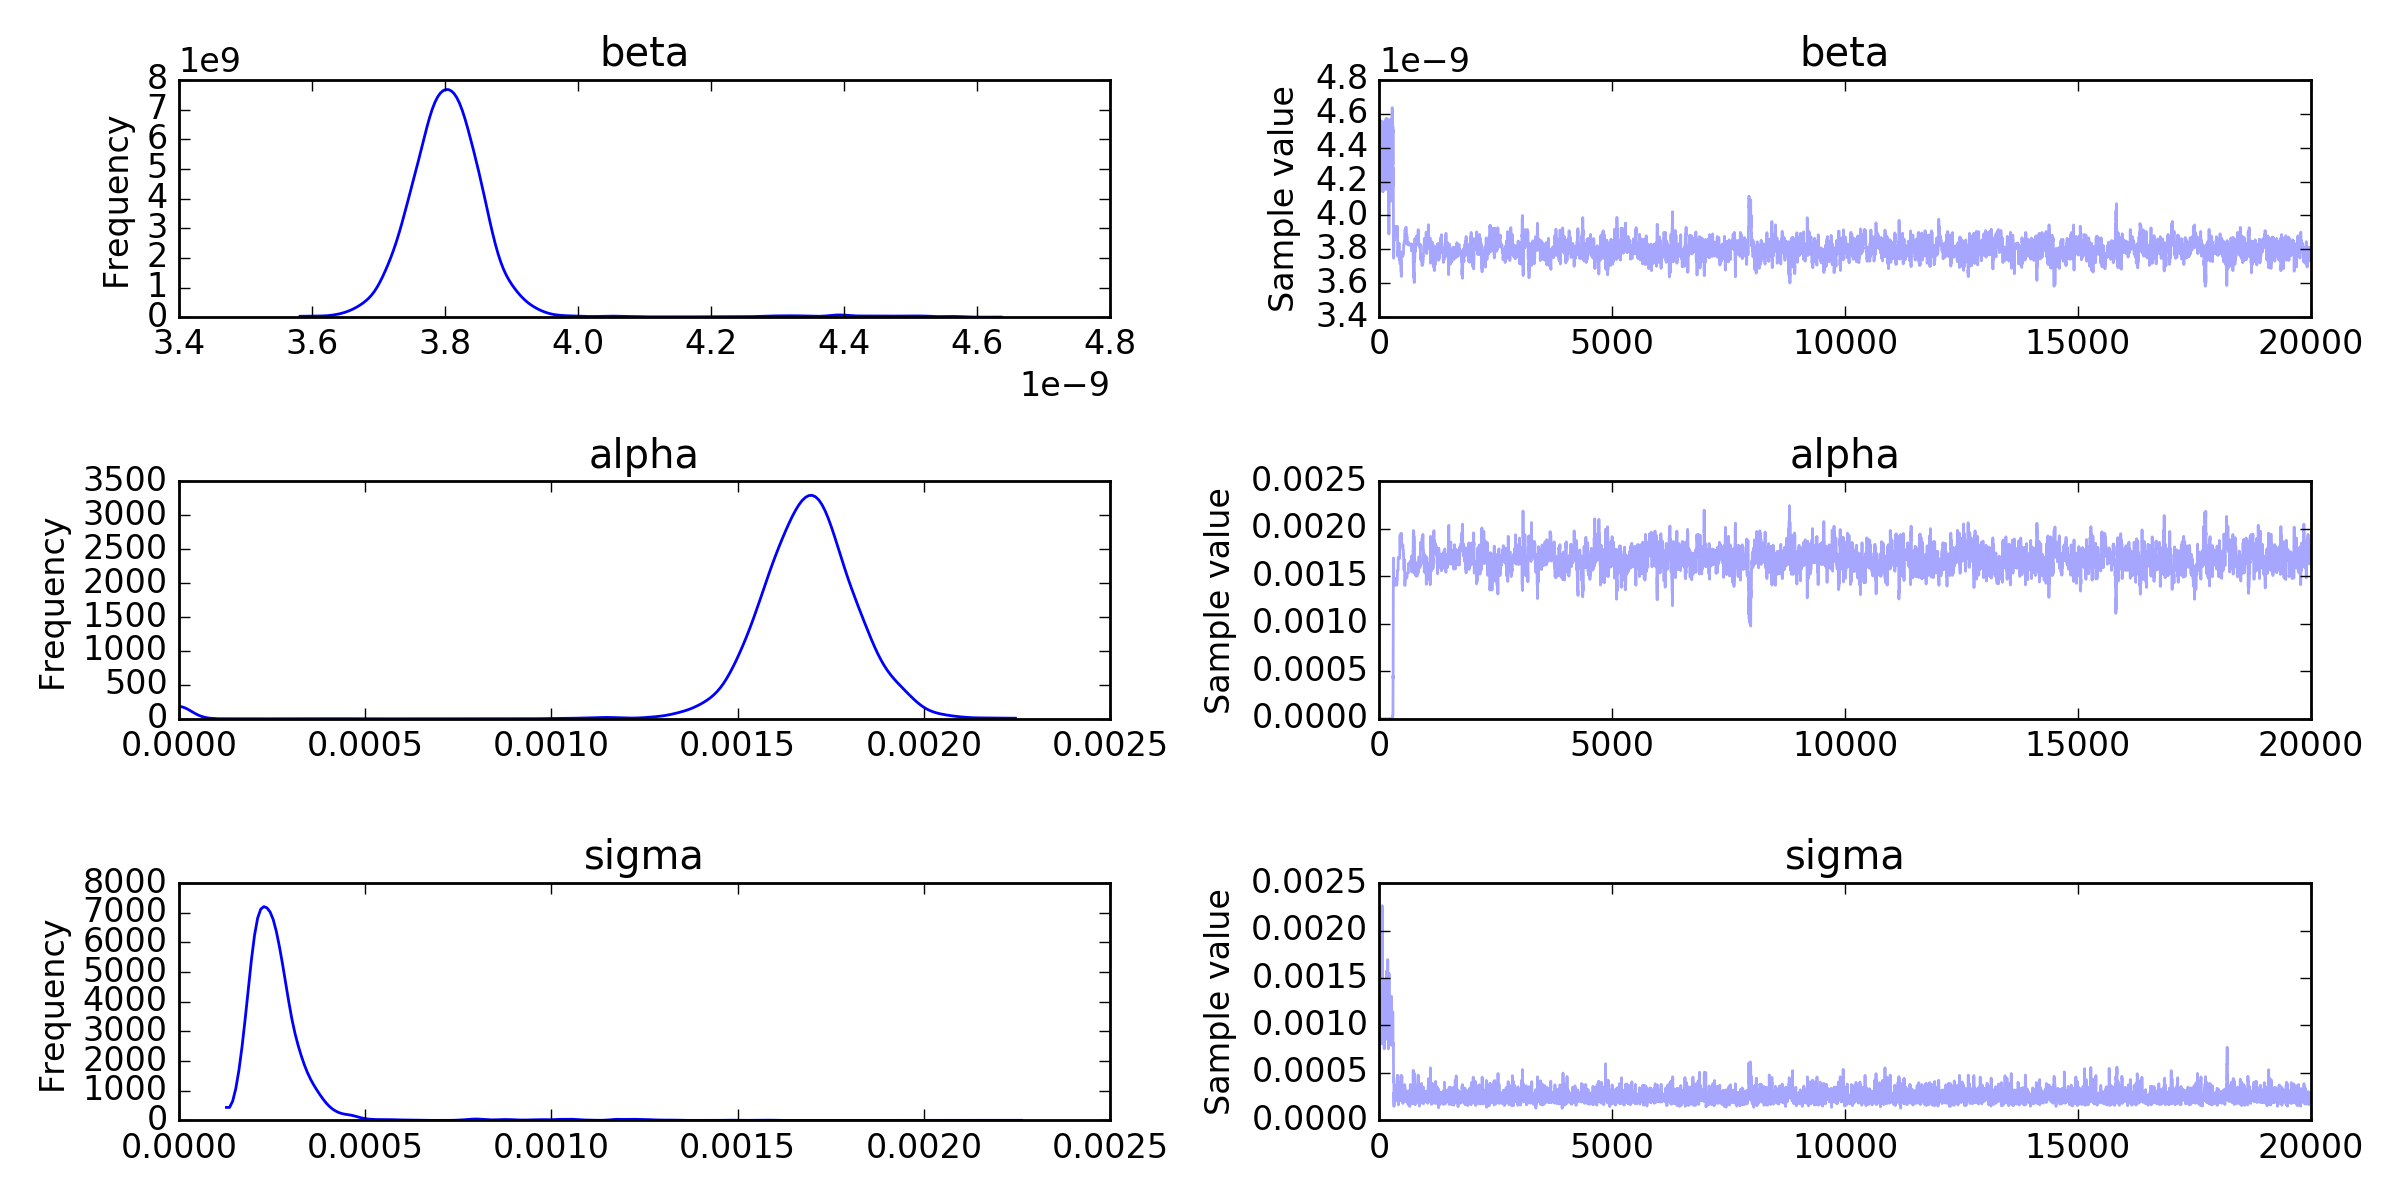 beta
1e9
Frequency
8
7
6
5
4
3
2
1
0
3.4 3.6 3.8 4.0 4.2 4.4 4.6 4.8
1e−9
beta
1e−9
Sample value
4.8
4.6
4.4
4.2
4.0
3.8
3.6
3.4
0 5000 10000 15000 20000
alpha
Frequency
3500
3000
2500
2000
1500
1000
500
0
0.0000 0.0005 0.0010 0.0015 0.0020 0.0025
alpha
Sample value
0.0025
0.0020
0.0015
0.0010
0.0005
0.0000
0 5000 10000 15000 20000
sigma
Frequency
8000
7000
6000
5000
4000
3000
2000
1000
0
0.0000 0.0005 0.0010 0.0015 0.0020 0.0025
sigma
Sample value
0.0025
0.0020
0.0015
0.0010
0.0005
0.0000
0 5000 10000 15000 20000